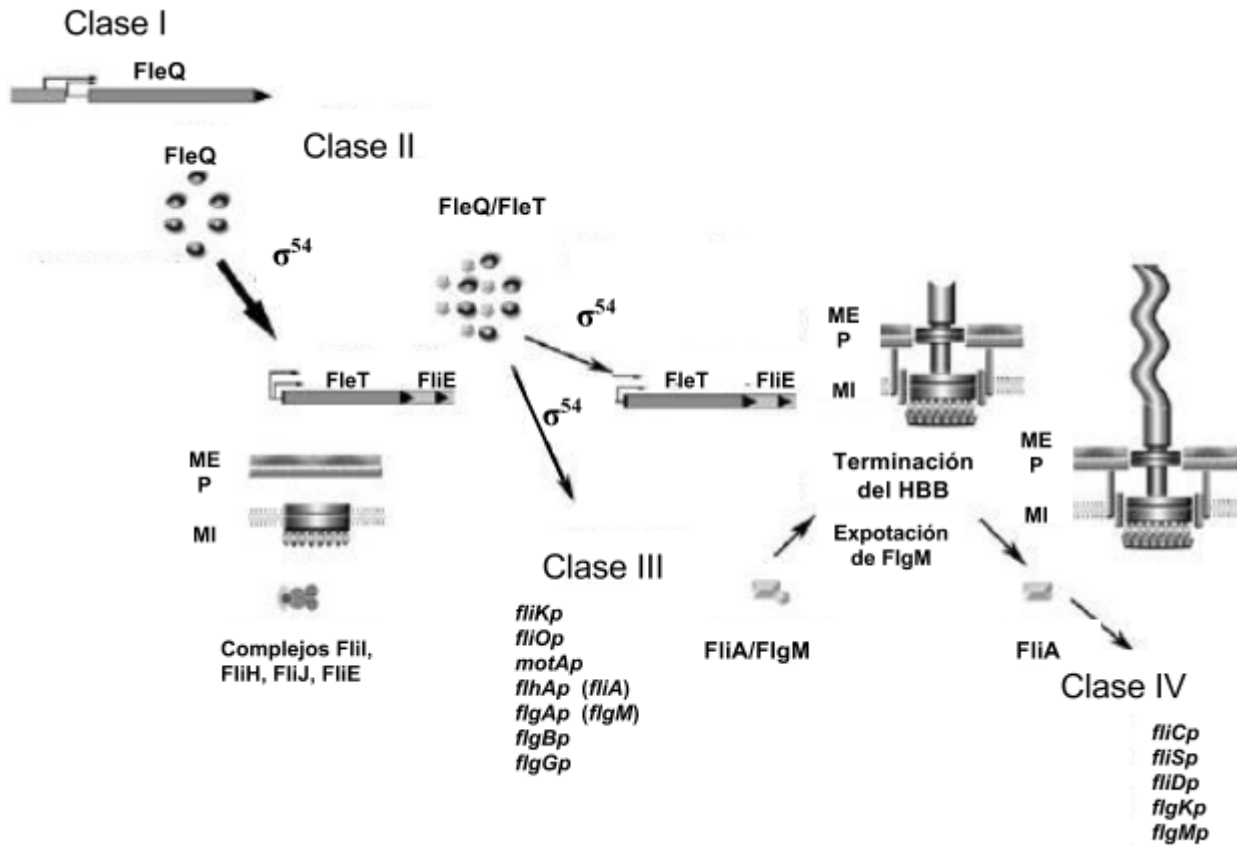 Clase I
FleQ
Clase II
FleQ
σ54
FleQ/FleT
σ54
FleT FliE
σ54
FleT FliE
ME
P
MI
Complejos FliI,
FliH, FliJ, FliE
Clase III
fliKp
fliOp
motAp
flhAp (fliA)
flgAp (flgM)
flgBp
flgGp
ME
P
MI
Terminación
del HBB
Expotación
de FlgM
FliA/FlgM
FliA
ME
P
MI
Clase IV
fliCp
fliSp
fliDp
flgKp
flgMp